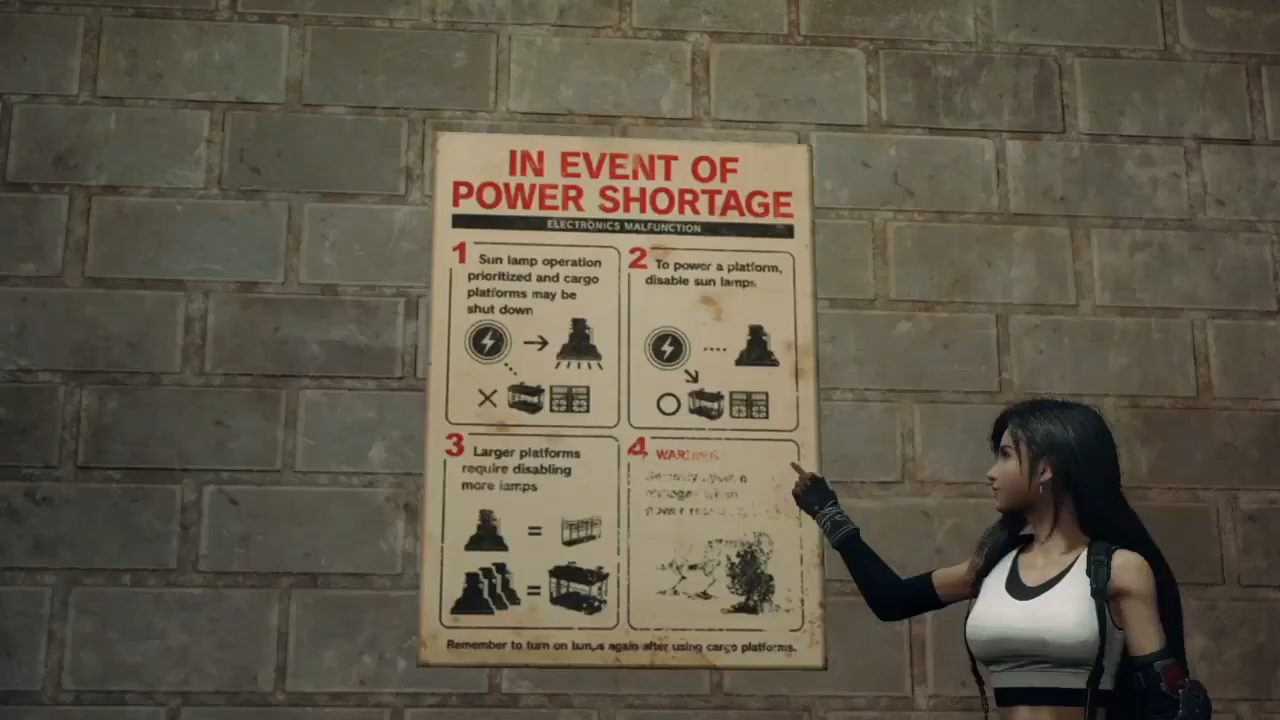 IN EVENT OF
POWER SHORTAGE
ELECTRONICS MALFUNCTION
1 Sun lamp operation
prioritized and cargo
platforms may be
shut down
2 To power a platform,
disable sun lamps
3 Larger platforms
require disabling
more lamps
=
=
4
Remember to turn on lamps again after using cargo platforms.